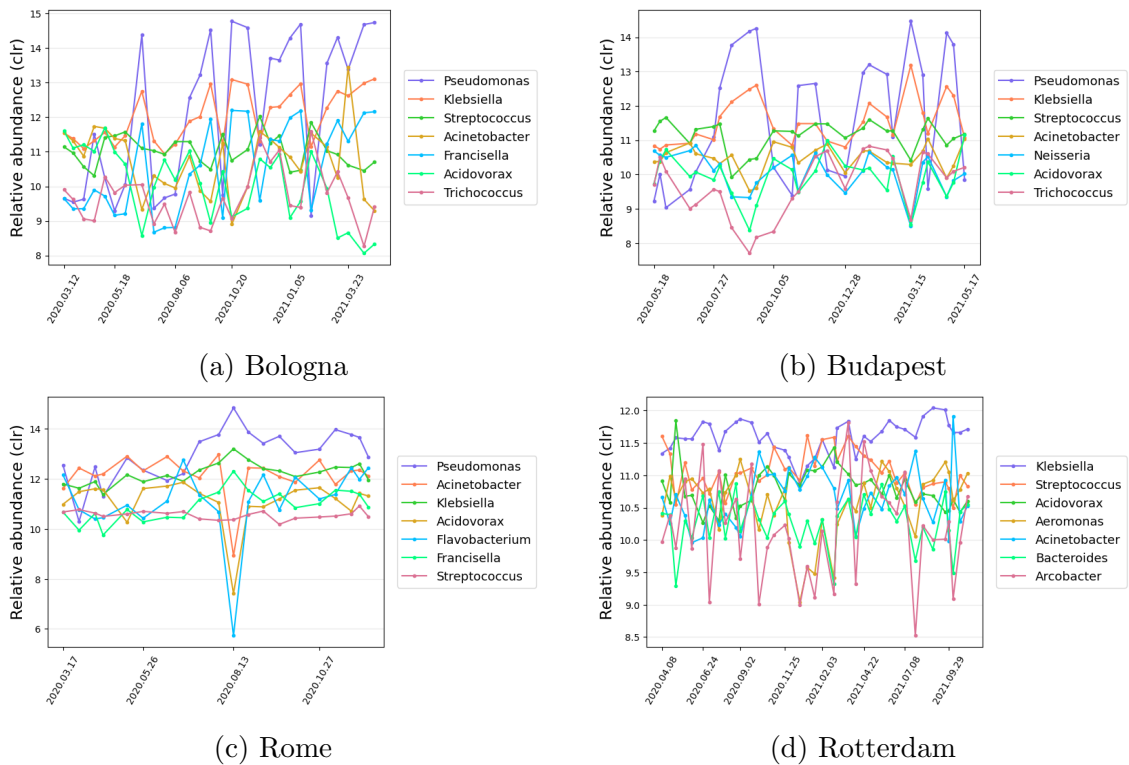 Relative abundance (clr)
15
14
13
12
11
10
9
8
2020.03.12
2020.05.18
2020.08.06
2020.10.20
2021.01.05
2021.03.23
Pseudomonas
Klebsiella
Streptococcus
Acinetobacter
Francisella
Acidovorax
Trichococcus
(a) Bologna
Relative abundance (clr)
14
13
12
11
10
9
8
2020.05.18
2020.07.27
2020.10.05
2020.12.28
2021.03.15
2021.05.17
Pseudomonas
Klebsiella
Streptococcus
Acinetobacter
Neisseria
Acidovorax
Trichococcus
(b) Budapest
Relative abundance (clr)
14
12
10
8
6
2020.03.17
2020.05.26
2020.08.13
2020.10.27
Pseudomonas
Acinetobacter
Klebsiella
Acidovorax
Flavobacterium
Francisella
Streptococcus
(c) Rome
Relative abundance (clr)
12.0
11.5
11.0
10.5
10.0
9.5
9.0
8.5
2020.04.08
2020.06.24
2020.09.02
2020.11.25
2021.02.03
2021.04.22
2021.07.08
2021.09.29
Klebsiella
Streptococcus
Acidovorax
Aeromonas
Acinetobacter
Bacteroides
Arcobacter
(d) Rotterdam